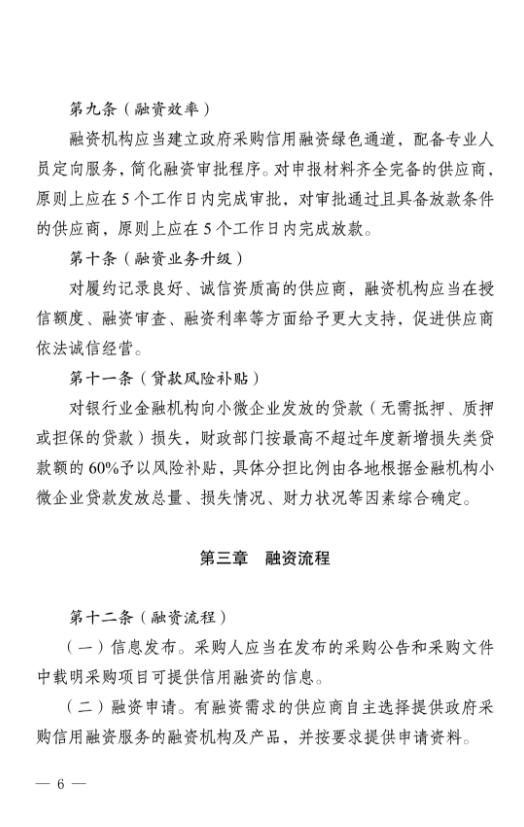 第九条（融资效率）
融资机构应当建立政府采购信用融资绿色通道，配备专业人
员定向服务，简化融资审批程序。对申报材料齐全完备的供应商，
原则上应在 5 个工作日内完成审批，对审批通过且具备放款条件
的供应商，原则上应在 5 个工作日内完成放款。
第十条（融资业务升级）
对履约记录良好、诚信资质高的供应商，融资机构应当在授
信额度、融资审查、融资利率等方面给予更大支持，促进供应商
依法诚信经营。
第十一条（贷款风险补贴）
对银行业金融机构向小微企业发放的贷款（无需抵押、质押
或担保的贷款）损失，财政部门按最高不超过年度新增损失类贷
款额的 60%予以风险补贴，具体分担比例由各地根据金融机构小
微企业贷款发放总量、损失情况、财力状况等因素综合确定。
第三章　融资流程
第十二条（融资流程）
（一）信息发布。采购人应当在发布的采购公告和采购文件
中载明采购项目可提供信用融资的信息。
（二）融资申请。有融资需求的供应商自主选择提供政府采
购信用融资服务的融资机构及产品，并按要求提供申请资料。
— 6 —